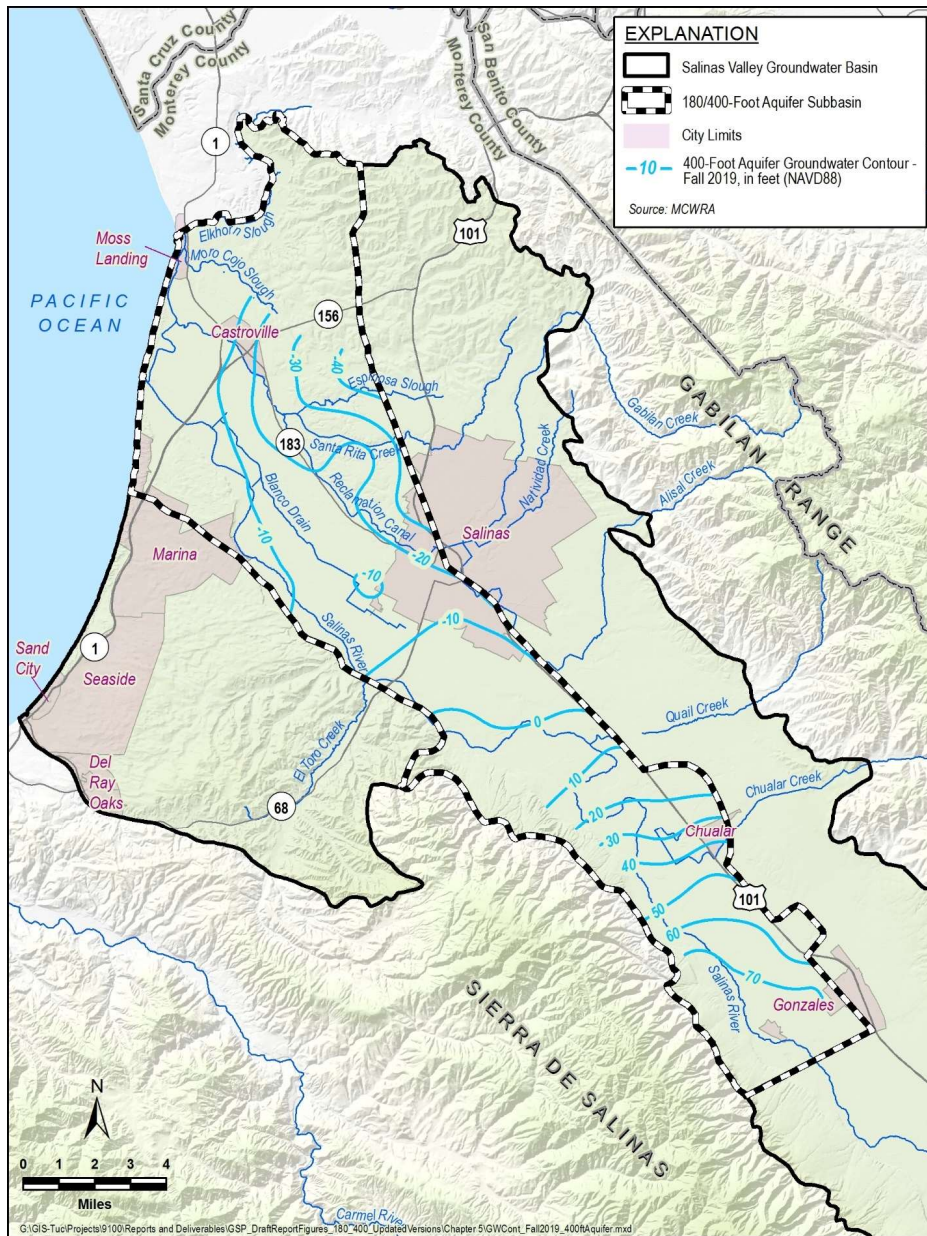 EXPLANATION
Salinas Valley Groundwater Basin
180/400-Foot Aquifer Subbasin
City Limits
-10
400-Foot Aquifer Groundwater Contour -
Fall 2019, in feet (NAVD88)
Source: MCWRA
Santa Cruz County
Monterey County
San Benito County
Monterey County
1
101
Elkhorn Slough
Moss
Landing
Moro Cojo Slough
PACIFIC
OCEAN
156
Castroville
-30
-40
Espinosa Slough
GABILAN
RANGE
Gabilan Creek
183
Santa Rita Creek
Natividad Creek
Alisal Creek
Reclamation Canal
Blanco Drain
Salinas
-10
-20
Marina
-10
-10
Salinas River
Sand
City
1
Seaside
0
Quail Creek
El Toro Creek
10
Del
Ray
Oaks
68
Chualar Creek
20
Chualar
30
40
101
50
60
70
Salinas River
Gonzales
SIERRA DE SALINAS
N
0 1 2 3 4
Miles
Carmel River
G:\GIS-Tuc\Projects\9100\Reports and Deliverables\GSP_DraftReportFigures_180_400_UpdatedVersions\Chapter 5\GWCont_Fall2019_400ftAquifer.mxd